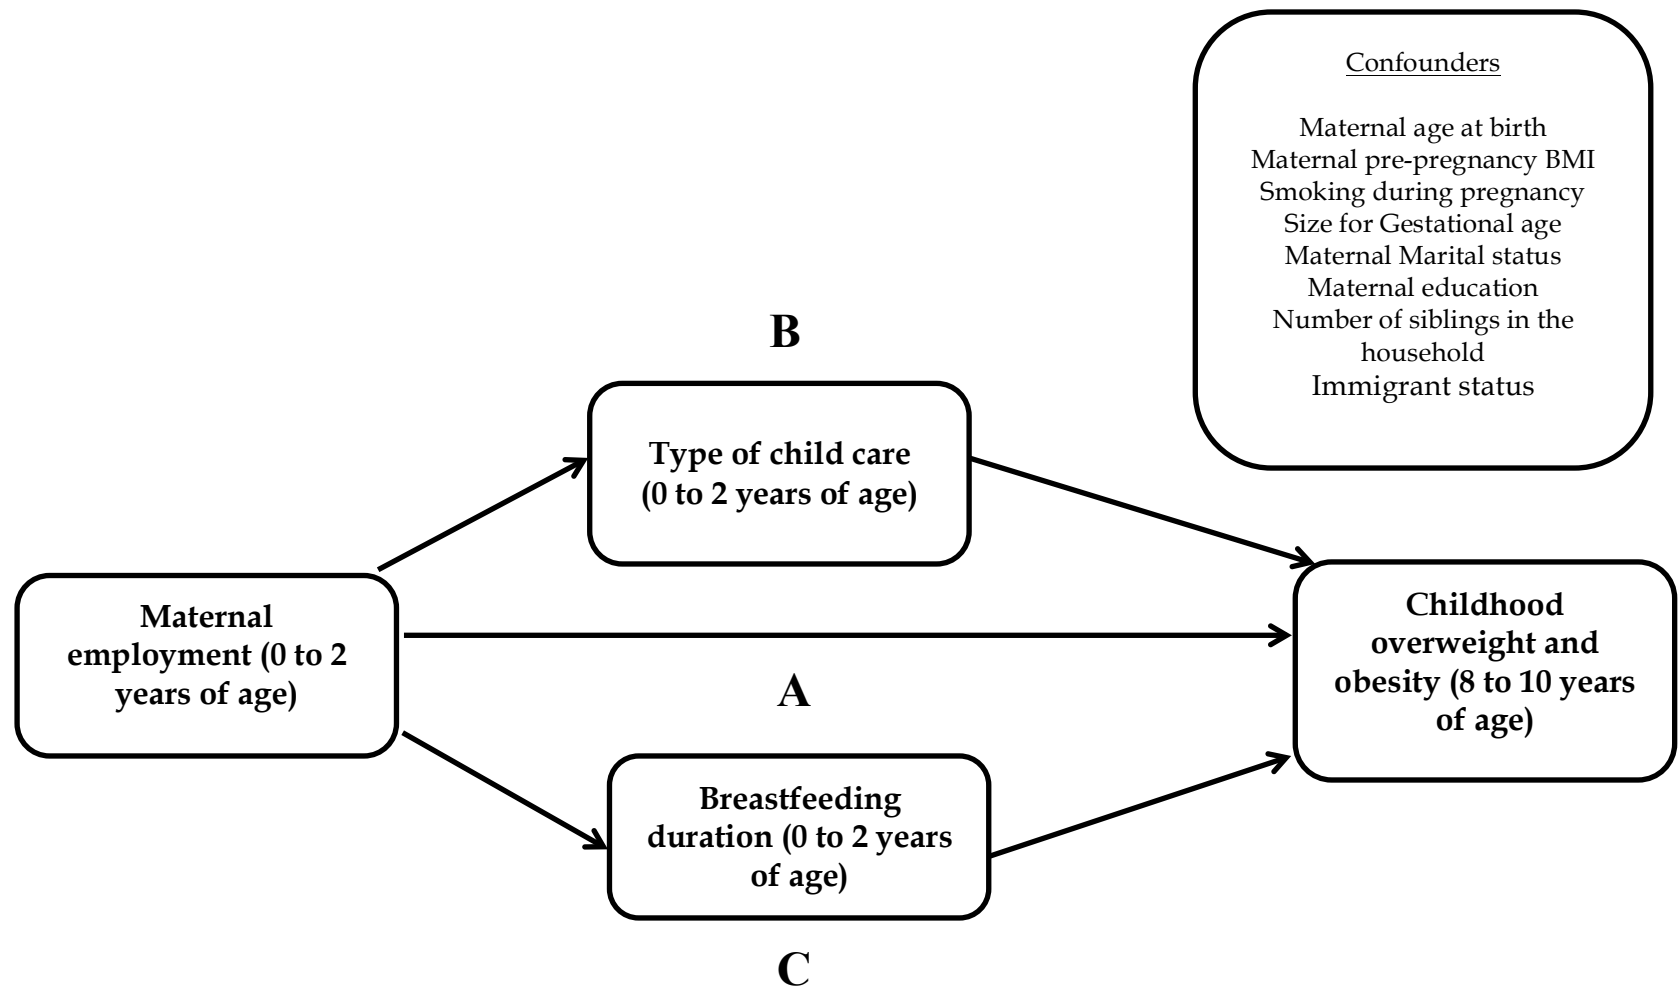 Confounders
Maternal age at birth
Maternal pre-pregnancy BMI
Smoking during pregnancy
Size for Gestational age
Maternal Marital status
Maternal education
Number of siblings in the
household
Immigrant status
B
Type of child care
(0 to 2 years of age)
Maternal
employment (0 to 2
years of age)
Childhood
overweight and
obesity (8 to 10 years
of age)
A
Breastfeeding
duration (0 to 2 years
of age)
C